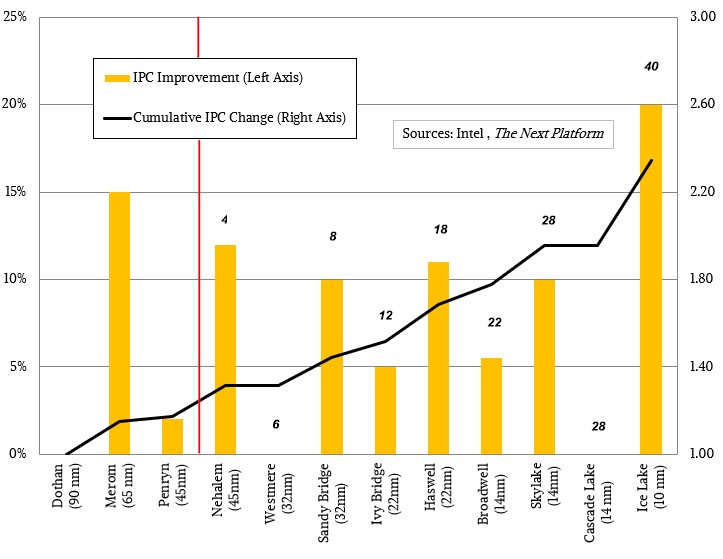 25%
20%
15%
10%
5%
0%
3.00
2.60
2.20
1.80
1.40
1.00
IPC Improvement (Left Axis)
Cumulative IPC Change (Right Axis)
Sources: Intel , The Next Platform
4
6
8
12
18
22
28
28
40
Dothan
(90 nm)
Merom
(65 nm)
Penryn
(45nm)
Nehalem
(45nm)
Westmere
(32nm)
Sandy Bridge
(32nm)
Ivy Bridge
(22nm)
Haswell
(22nm)
Broadwell
(14nm)
Skylake
(14nm)
Cascade Lake
(14 nm)
Ice Lake
(10 nm)